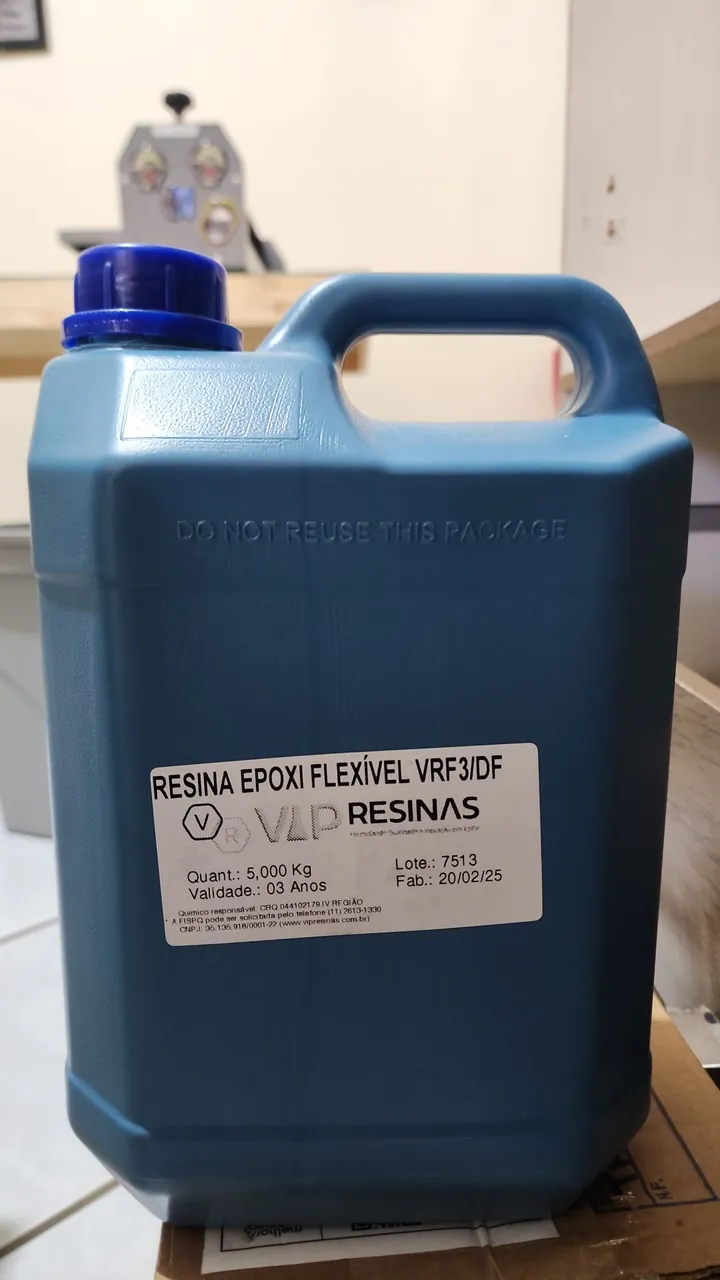 DO NOT REUSE THIS PACKAGE
RESINA EPOXI FLEXÍVEL VRF3/DF
V R VIP RESINAS
Quant.: 5,000 Kg
Lote.: 7513
Validade.: 03 Anos
Fab.: 20/02/25
Químico responsável: CRQ 044102179 IV REGIÃO
* A FISPQ pode ser solicitada pelo telefone (11) 2613-1330
CNPJ: 35.135.918/0001-22 (www.vipresinas.com.br)
N.F.
melhor